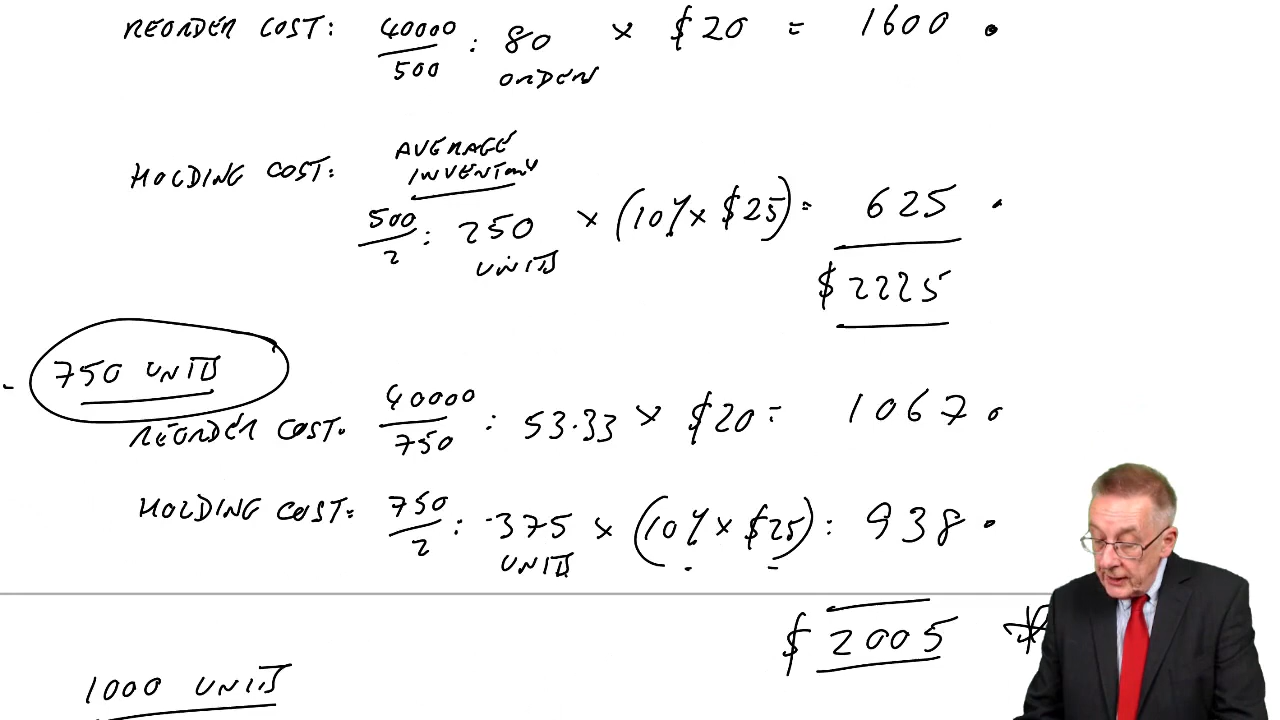 REORDER COST: 40000/500 : 80 ORDERS × $20 = 1600
HOLDING COST: AVERAGE INVENTORY
500/2 : 250 UNITS × (10% × $25) = 625
$2225
750 UNITS
REORDER COST. 40000/750 : 53.33 × $20 = 1067
HOLDING COST: 750/2 : 375 UNITS × (10% × $25) : 938
$2005
1000 UNITS